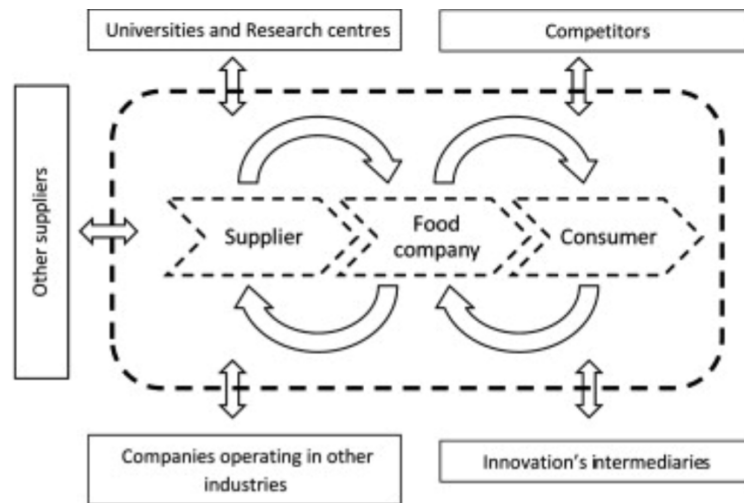 Universities and Research centres
Competitors
Other suppliers
Supplier
Food
company
Consumer
Companies operating in other
industries
Innovation's intermediaries